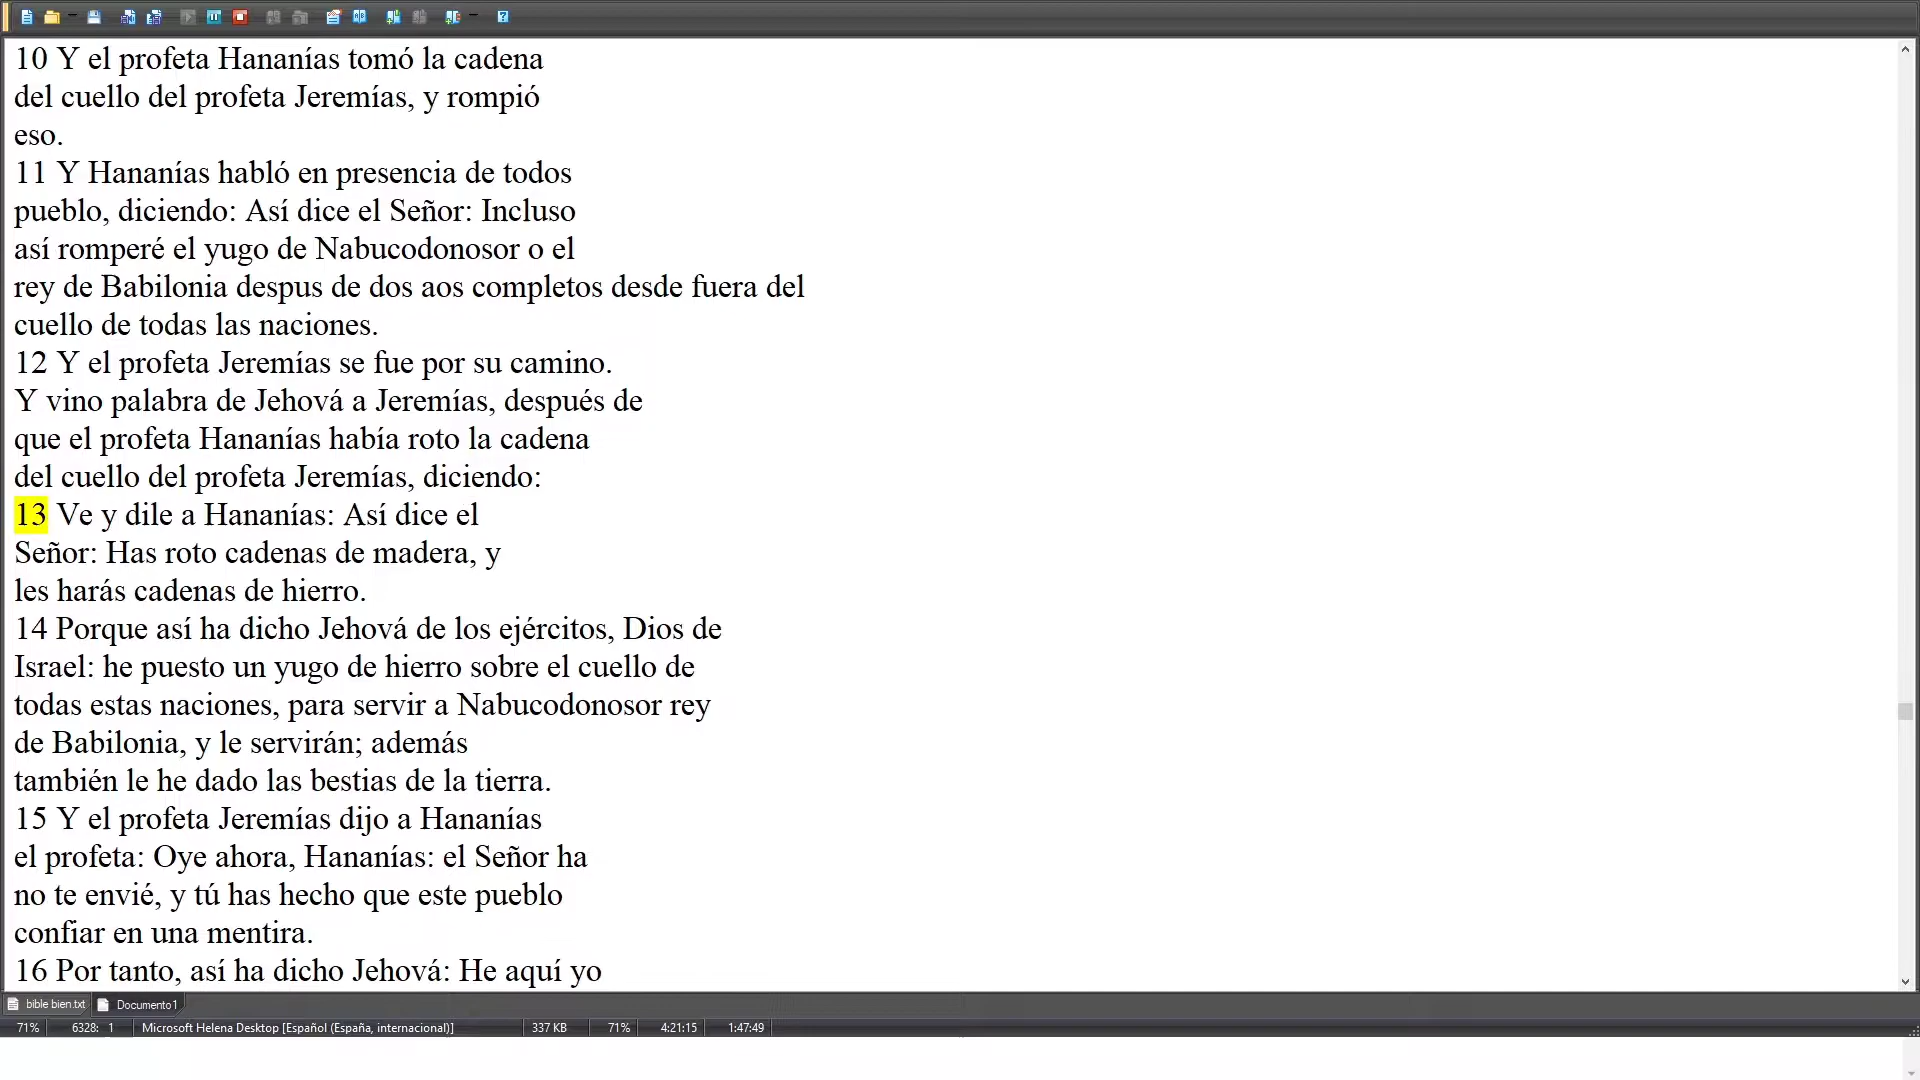 10 Y el profeta Hananías tomó la cadena
del cuello del profeta Jeremías, y rompió
eso.
11 Y Hananías habló en presencia de todos
pueblo, diciendo: Así dice el Señor: Incluso
así romperé el yugo de Nabucodonosor o el
rey de Babilonia despus de dos aos completos desde fuera del
cuello de todas las naciones.
12 Y el profeta Jeremías se fue por su camino.
Y vino palabra de Jehová a Jeremías, después de
que el profeta Hananías había roto la cadena
del cuello del profeta Jeremías, diciendo:
13 Ve y dile a Hananías: Así dice el
Señor: Has roto cadenas de madera, y
les harás cadenas de hierro.
14 Porque así ha dicho Jehová de los ejércitos, Dios de
Israel: he puesto un yugo de hierro sobre el cuello de
todas estas naciones, para servir a Nabucodonosor rey
de Babilonia, y le servirán; además
también le he dado las bestias de la tierra.
15 Y el profeta Jeremías dijo a Hananías
el profeta: Oye ahora, Hananías: el Señor ha
no te envié, y tú has hecho que este pueblo
confiar en una mentira.
16 Por tanto, así ha dicho Jehová: He aquí yo
bible bien.txt Documento1
71% 6328: 1 Microsoft Helena Desktop [Español (España, internacional)] 337 KB 71% 4:21:15 1:47:49